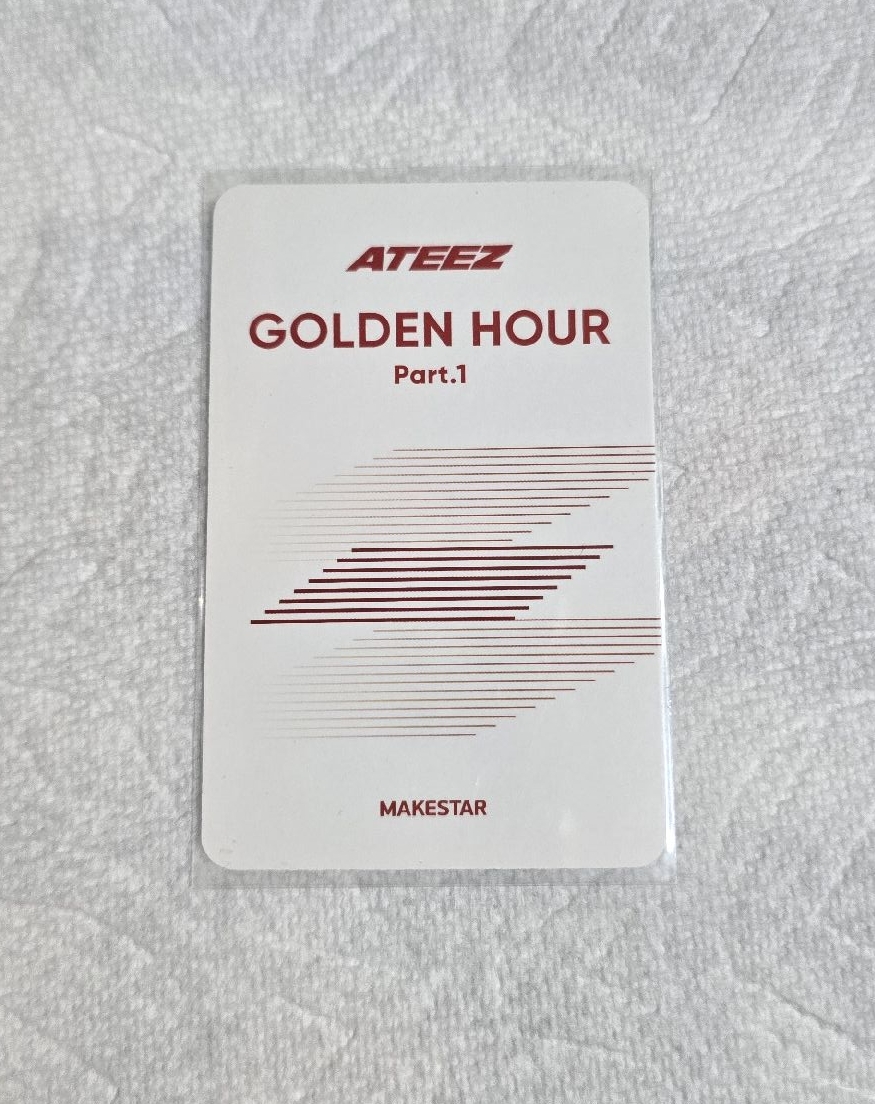 ATEEZ
GOLDEN HOUR
Part.1
MAKESTAR